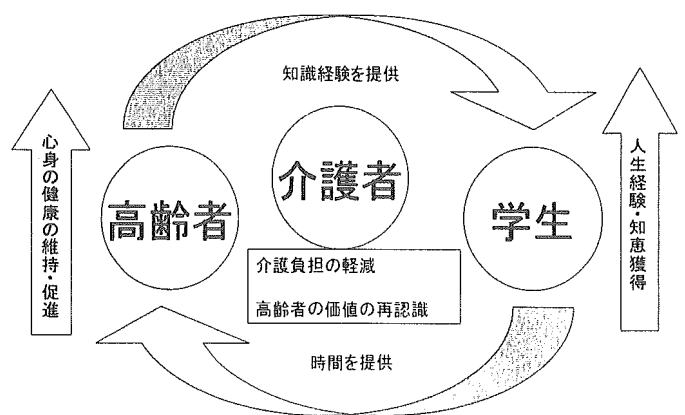 知識経験を提供
心身の健康の維持・促進
高齢者
介護者
学生
人生経験・知恵獲得
介護負担の軽減
高齢者の価値の再認識
時間を提供